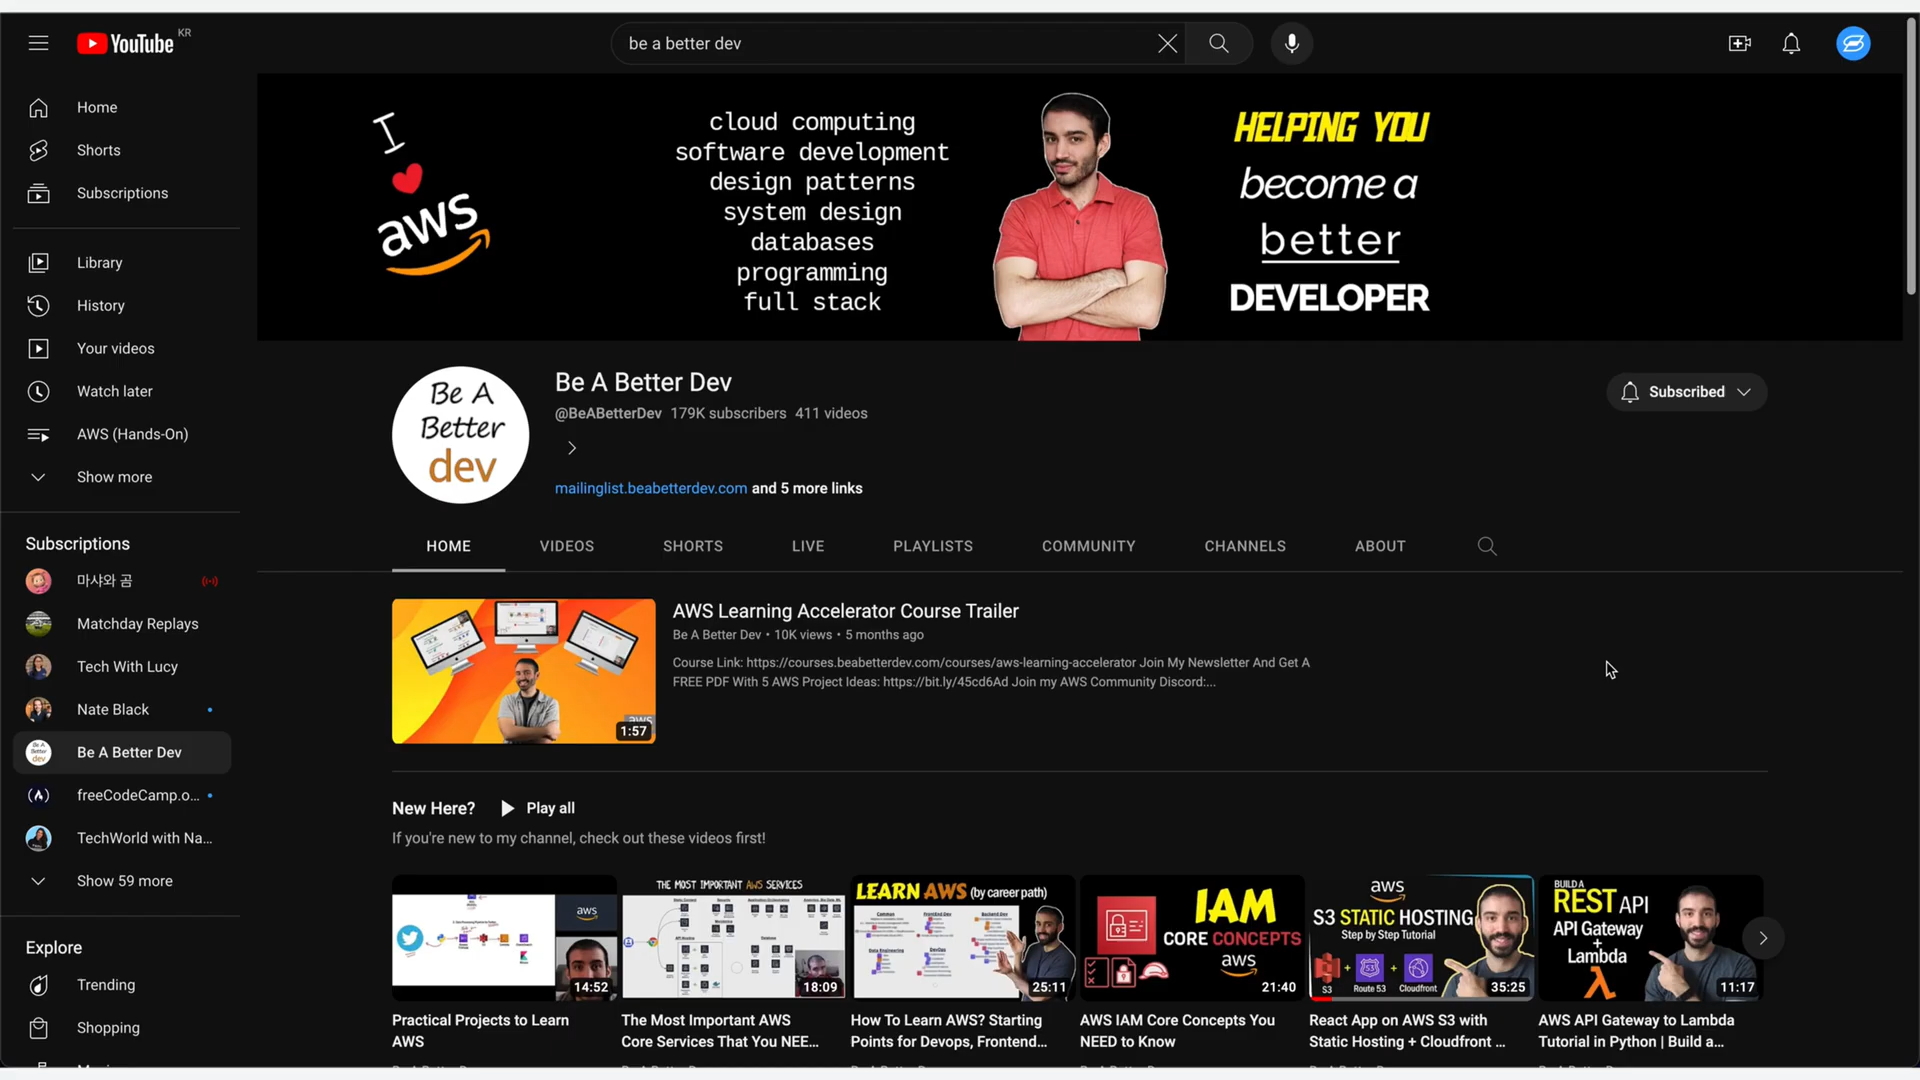 YouTube KR
be a better dev
Home
Shorts
Subscriptions
Library
History
Your videos
Watch later
AWS (Hands-On)
Show more
Subscriptions
마샤와 곰
Matchday Replays
Tech With Lucy
Nate Black
Be A Better Dev
freeCodeCamp.o...
TechWorld with Na...
Show 59 more
Explore
Trending
Shopping
I
aws
cloud computing
software development
design patterns
system design
databases
programming
full stack
HELPING YOU
become a
better
DEVELOPER
Be A
Better
dev
Be A Better Dev
@BeABetterDev 179K subscribers 411 videos
mailinglist.beabetterdev.com and 5 more links
Subscribed
HOME VIDEOS SHORTS LIVE PLAYLISTS COMMUNITY CHANNELS ABOUT
aws
1:57
AWS Learning Accelerator Course Trailer
Be A Better Dev • 10K views • 5 months ago
Course Link: https://courses.beabetterdev.com/courses/aws-learning-accelerator Join My Newsletter And Get A
FREE PDF With 5 AWS Project Ideas: https://bit.ly/45cd6Ad Join my AWS Community Discord:...
New Here? Play all
If you're new to my channel, check out these videos first!
aws
14:52
Practical Projects to Learn
AWS
THE MOST IMPORTANT AWS SERVICES
18:09
The Most Important AWS
Core Services That You NEE...
LEARN AWS (by career path)
25:11
How To Learn AWS? Starting
Points for Devops, Frontend...
IAM
CORE CONCEPTS
aws
21:40
AWS IAM Core Concepts You
NEED to Know
aws
S3 STATIC HOSTING
Step by Step Tutorial
S3 + Route 53 + Cloudfront
35:25
React App on AWS S3 with
Static Hosting + Cloudfront ...
BUILD A
REST API
API Gateway
+
Lambda
11:17
AWS API Gateway to Lambda
Tutorial in Python | Build a...